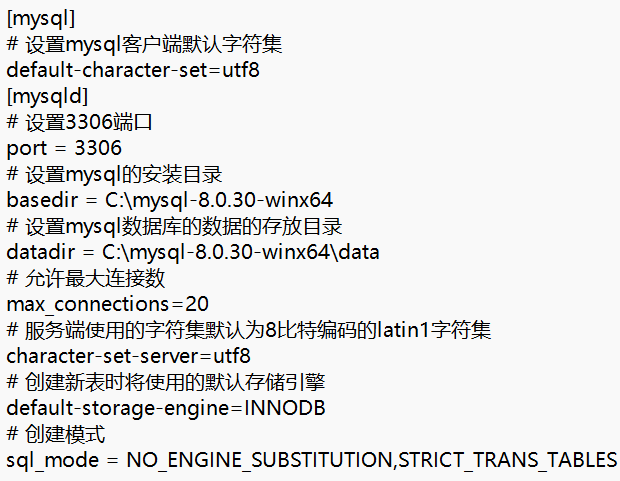 [mysql]
# 设置mysql客户端默认字符集
default-character-set=utf8
[mysqld]
# 设置3306端口
port = 3306
# 设置mysql的安装目录
basedir = C:\mysql-8.0.30-winx64
# 设置mysql数据库的数据的存放目录
datadir = C:\mysql-8.0.30-winx64\data
# 允许最大连接数
max_connections=20
# 服务端使用的字符集默认为8比特编码的latin1字符集
character-set-server=utf8
# 创建新表时将使用的默认存储引擎
default-storage-engine=INNODB
# 创建模式
sql_mode = NO_ENGINE_SUBSTITUTION,STRICT_TRANS_TABLES